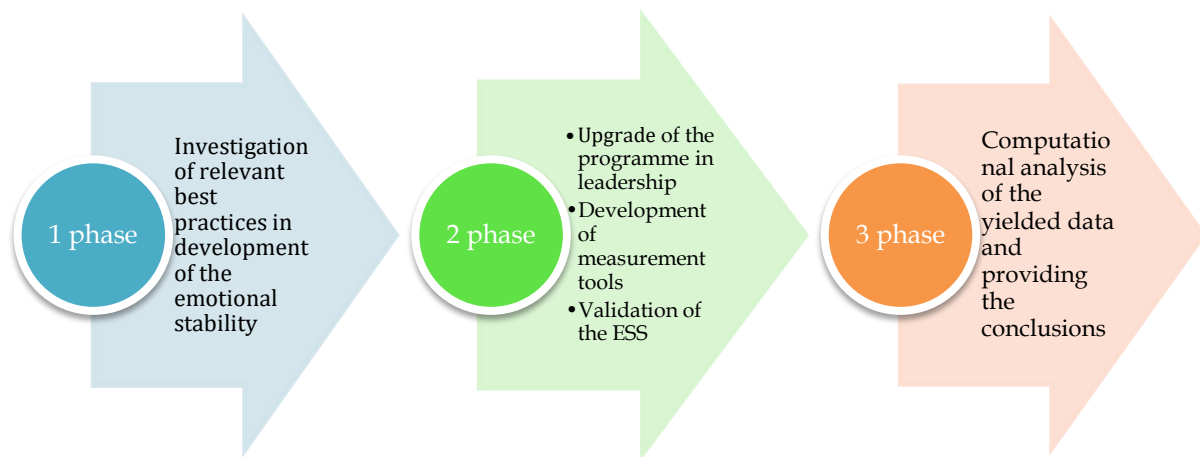 1 phase
Investigation
of relevant
best
practices in
development
of the
emotional
stability
2 phase
•Upgrade of the
programme in
leadership
•Development
of
measurement
tools
•Validation of
the ESS
3 phase
Computatio
nal analysis
of the
yielded data
and
providing
the
conclusions